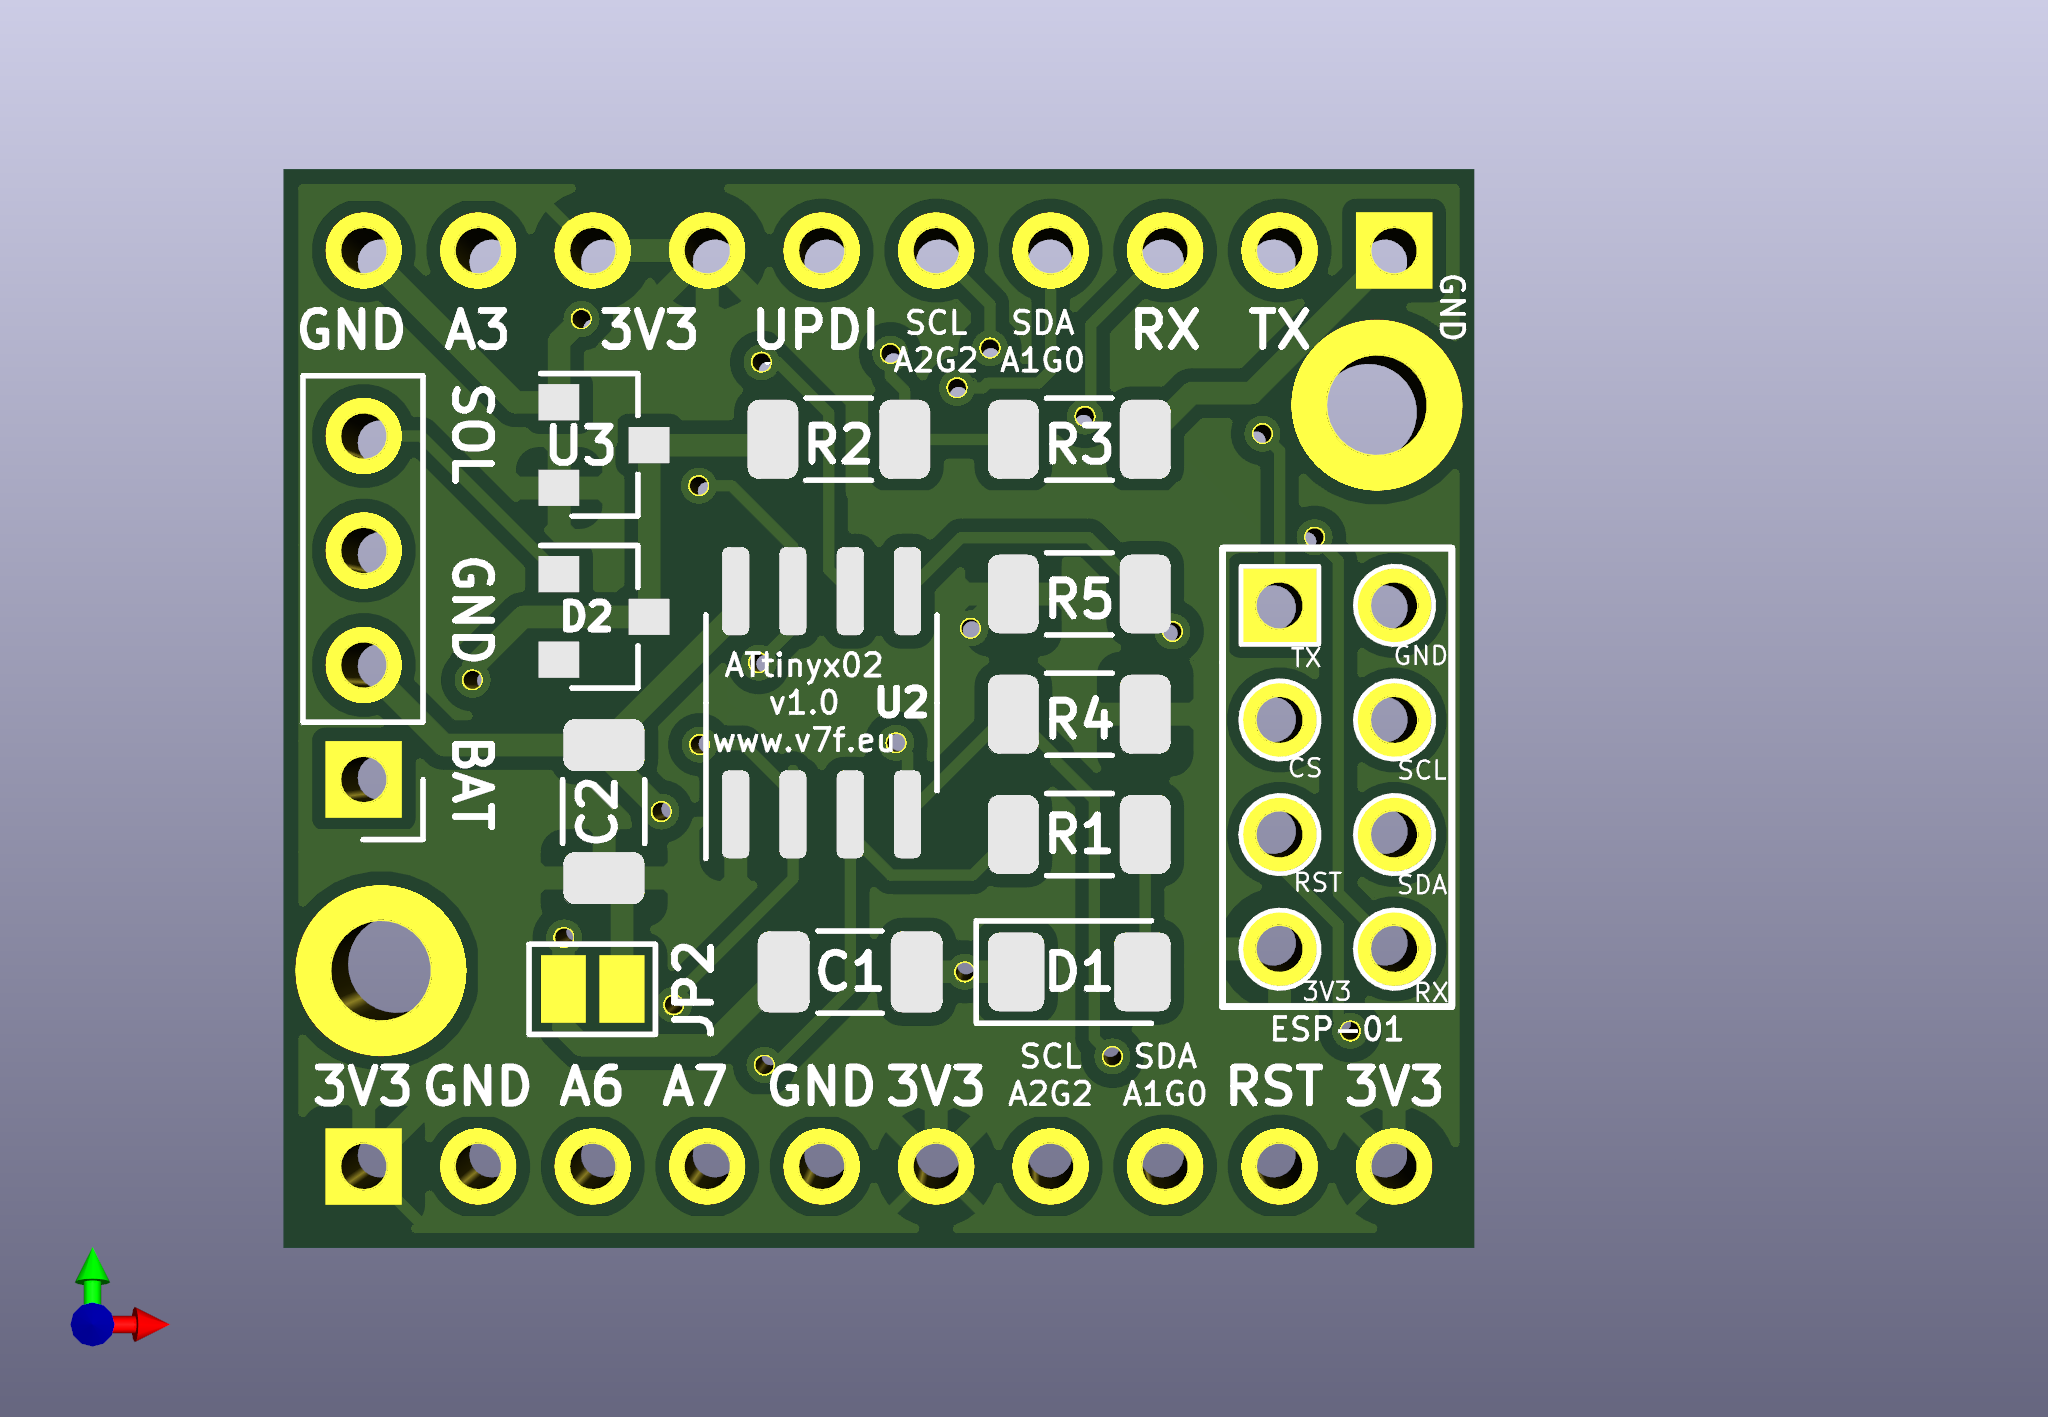 GND
A3
3V3
UPDI
SCL
A2G2
SDA
A1G0
RX
TX
GND
SOL
GND
BAT
U3
R2
R3
D2
R5
ATtinyx02
v1.0
www.v7f.eu
U2
R4
C2
R1
C1
D1
JP2
TX
GND
CS
SCL
RST
SDA
3V3
RX
ESP-01
3V3
GND
A6
A7
GND
3V3
SCL
A2G2
SDA
A1G0
RST
3V3